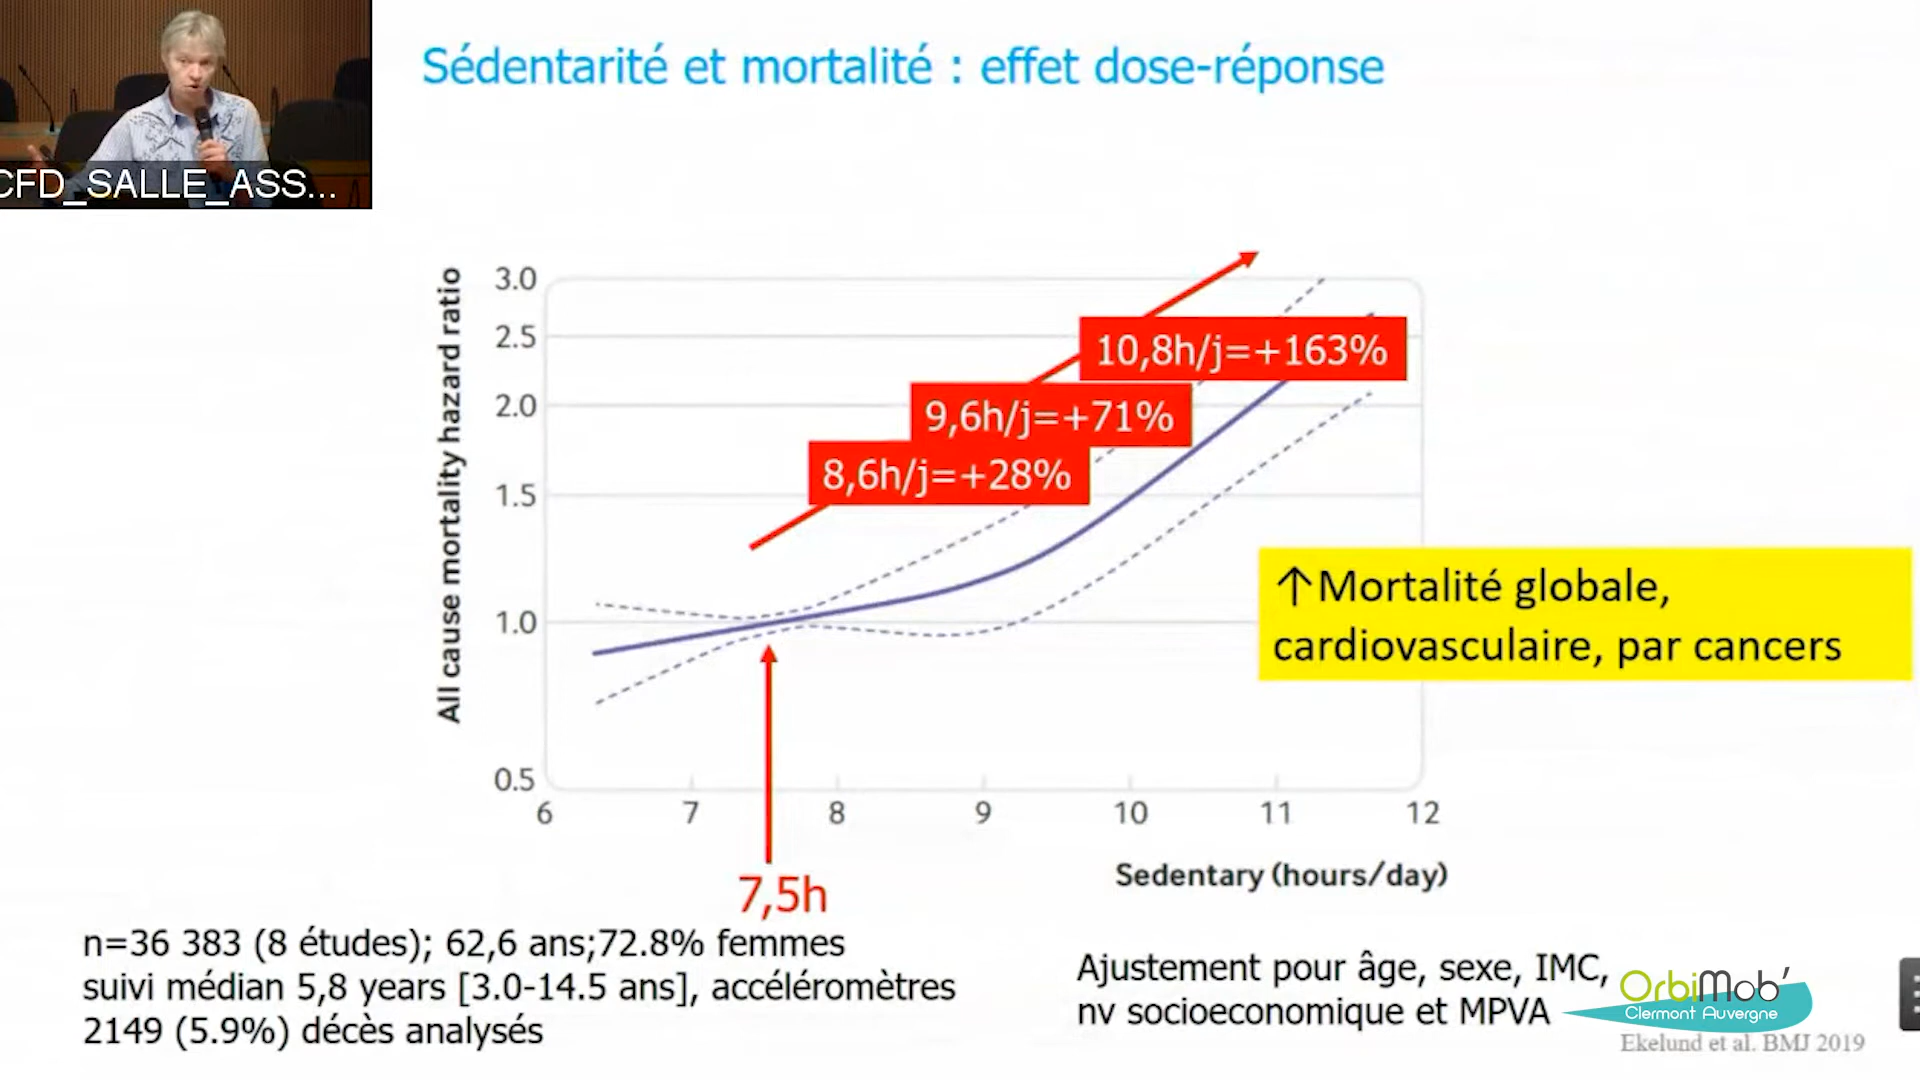 CFD_SALLE_ASS...
Sédentarité et mortalité : effet dose-réponse
All cause mortality hazard ratio
3.0
2.5
2.0
1.5
1.0
0.5
10,8h/j=+163%
9,6h/j=+71%
8,6h/j=+28%
↑Mortalité globale,
cardiovasculaire, par cancers
6 7 8 9 10 11 12
Sedentary (hours/day)
7,5h
n=36 383 (8 études); 62,6 ans;72.8% femmes
suivi médian 5,8 years [3.0-14.5 ans], accéléromètres
2149 (5.9%) décès analysés
Ajustement pour âge, sexe, IMC,
nv socioeconomique et MPVA
OrbiMob'
Clermont Auvergne
Ekelund et al. BMJ 2019